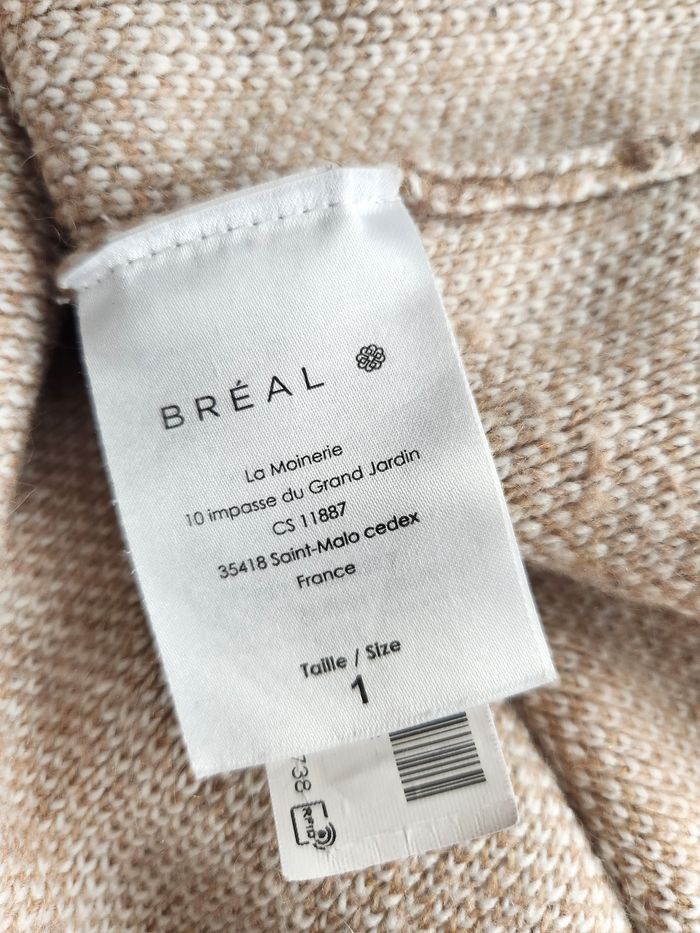 BRÉAL
La Moinerie
10 impasse du Grand Jardin
CS 11887
35418 Saint-Malo cedex
France
Taille / Size
1
738
RFID